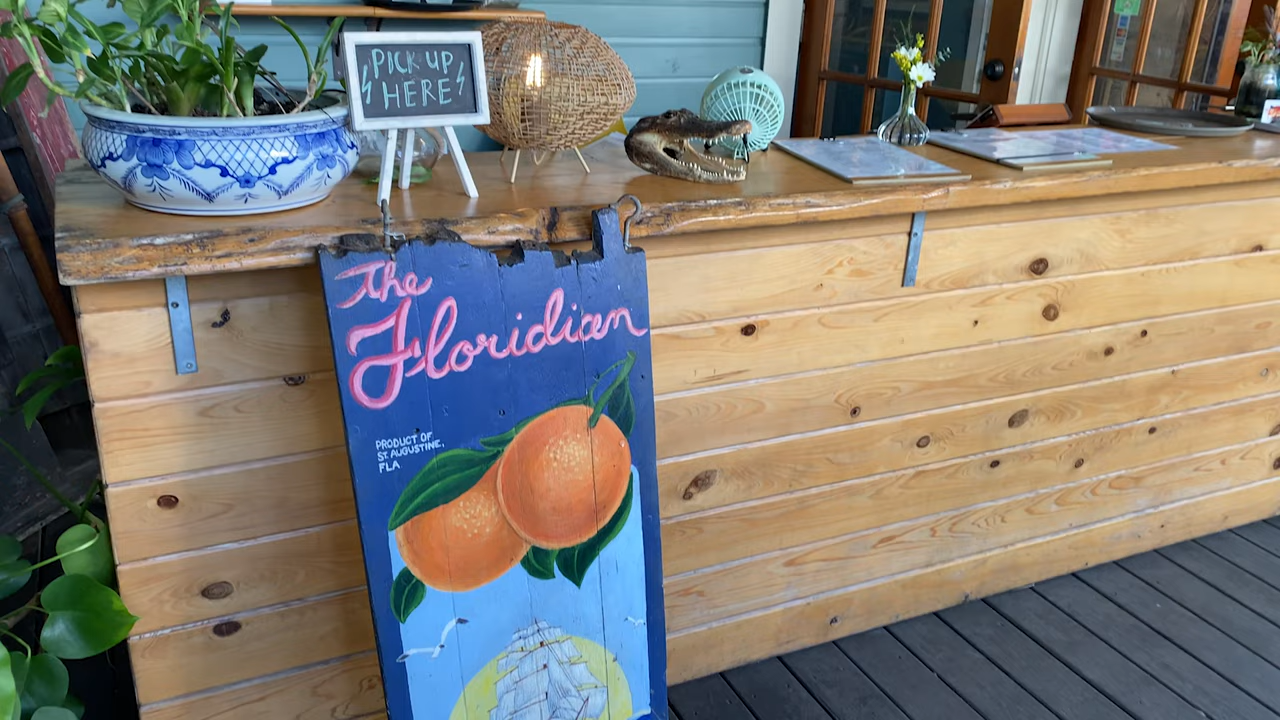 PICK UP
HERE
The
Floridian
PRODUCT OF
ST. AUGUSTINE,
FLA